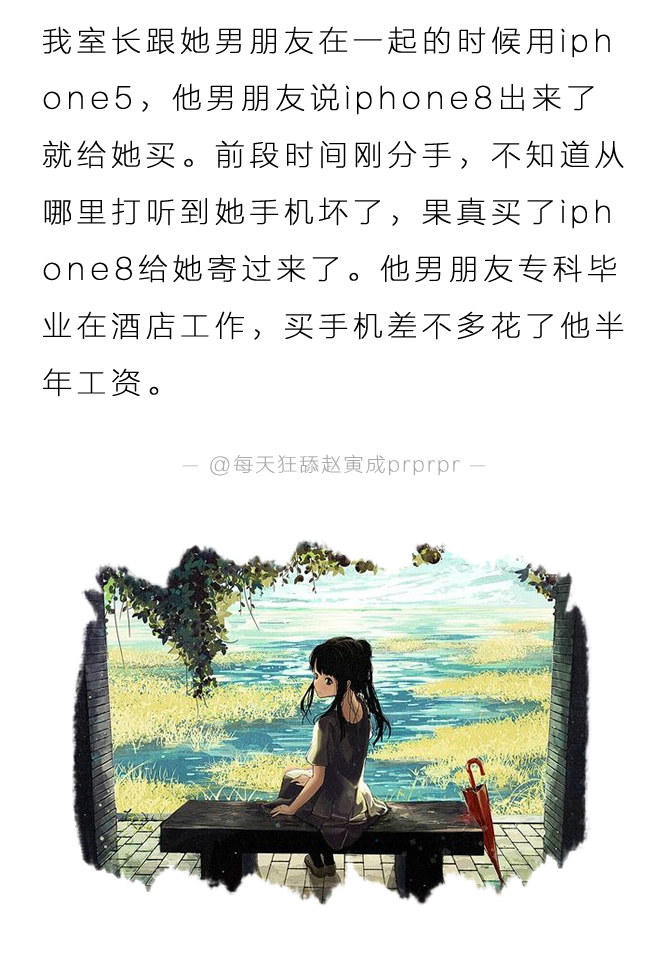 我室长跟她男朋友在一起的时候用iph
one5，他男朋友说iphone8出来了
就给她买。前段时间刚分手，不知道从
哪里打听到她手机坏了，果真买了iph
one8给她寄过来了。他男朋友专科毕
业在酒店工作，买手机差不多花了他半
年工资。
— @每天狂舔赵寅成prprpr —